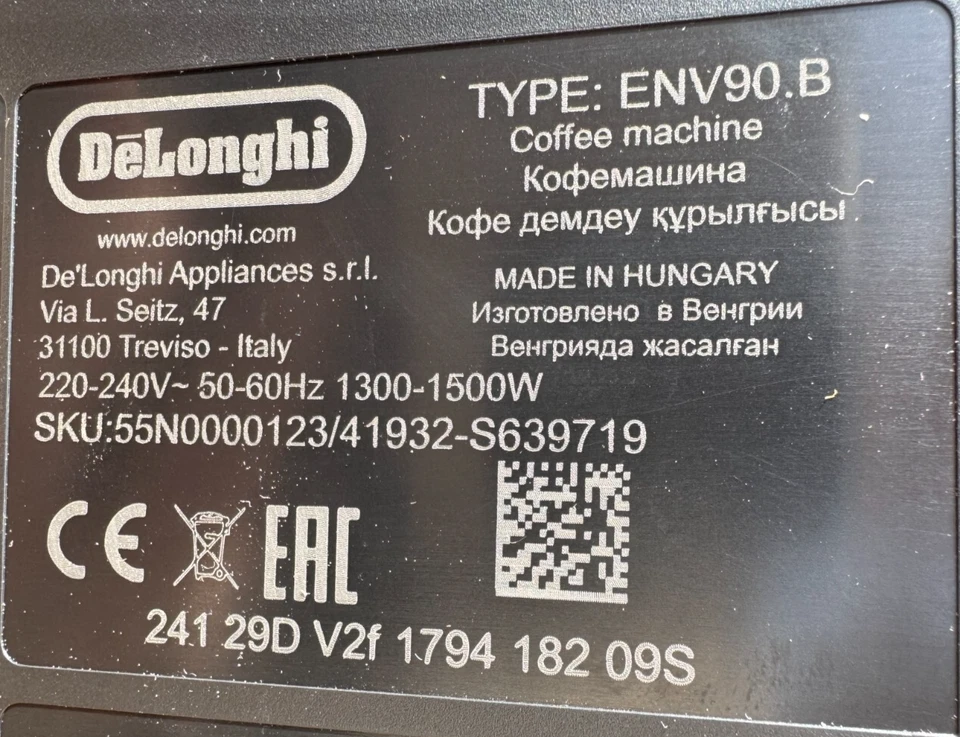 DēLonghi
www.delonghi.com
De'Longhi Appliances s.r.l.
Via L. Seitz, 47
31100 Treviso - Italy
220-240V~ 50-60Hz 1300-1500W
SKU:55N0000123/41932-S639719
TYPE: ENV90.B
Coffee machine
Кофемашина
Кофе демдеу құрылғысы
MADE IN HUNGARY
Изготовлено в Венгрии
Венгрияда жасалған
CE EAC
241 29D V2f 1794 182 09S